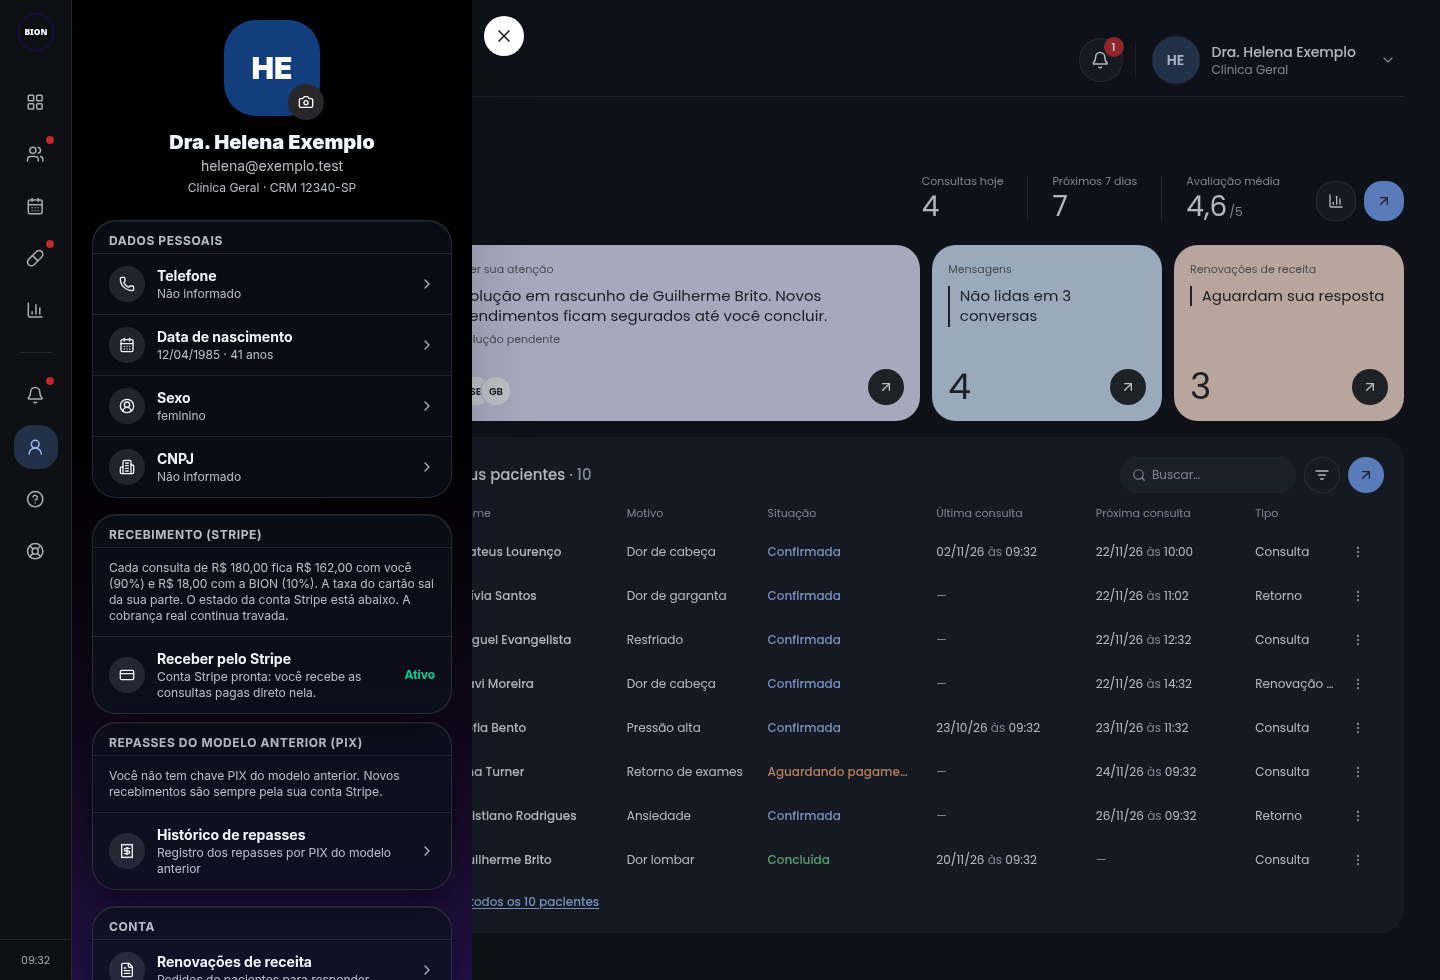 BION
09:32
HE
Dra. Helena Exemplo
helena@exemplo.test
Clínica Geral · CRM 12340-SP
DADOS PESSOAIS
Telefone
Não informado
Data de nascimento
12/04/1985 · 41 anos
Sexo
feminino
CNPJ
Não informado
RECEBIMENTO (STRIPE)
Cada consulta de R$ 180,00 fica R$ 162,00 com você
(90%) e R$ 18,00 com a BION (10%). A taxa do cartão sai
da sua parte. O estado da conta Stripe está abaixo. A
cobrança real continua travada.
Receber pelo Stripe
Conta Stripe pronta: você recebe as
consultas pagas direto nela.
Ativo
REPASSES DO MODELO ANTERIOR (PIX)
Você não tem chave PIX do modelo anterior. Novos
recebimentos são sempre pela sua conta Stripe.
Histórico de repasses
Registro dos repasses por PIX do modelo
anterior
CONTA
Renovações de receita
Pedidos de pacientes para responder
1
HE
Dra. Helena Exemplo
Clínica Geral
Consultas hoje
4
Próximos 7 dias
7
Avaliação média
4,6 /5
er sua atenção
olução em rascunho de Guilherme Brito. Novos
endimentos ficam segurados até você concluir.
lução pendente
GB
Mensagens
Não lidas em 3
conversas
4
Renovações de receita
Aguardam sua resposta
3
us pacientes · 10
Buscar...
me Motivo Situação Última consulta Próxima consulta Tipo
ateus Lourenço Dor de cabeça Confirmada 02/11/26 às 09:32 22/11/26 às 10:00 Consulta
ívia Santos Dor de garganta Confirmada — 22/11/26 às 11:02 Retorno
guel Evangelista Resfriado Confirmada — 22/11/26 às 12:32 Consulta
avi Moreira Dor de cabeça Confirmada — 22/11/26 às 14:32 Renovação ...
fia Bento Pressão alta Confirmada 23/10/26 às 09:32 23/11/26 às 11:32 Consulta
na Turner Retorno de exames Aguardando pagame... — 24/11/26 às 09:32 Consulta
istiano Rodrigues Ansiedade Confirmada — 26/11/26 às 09:32 Retorno
uilherme Brito Dor lombar Concluída 20/11/26 às 09:32 — Consulta
todos os 10 pacientes